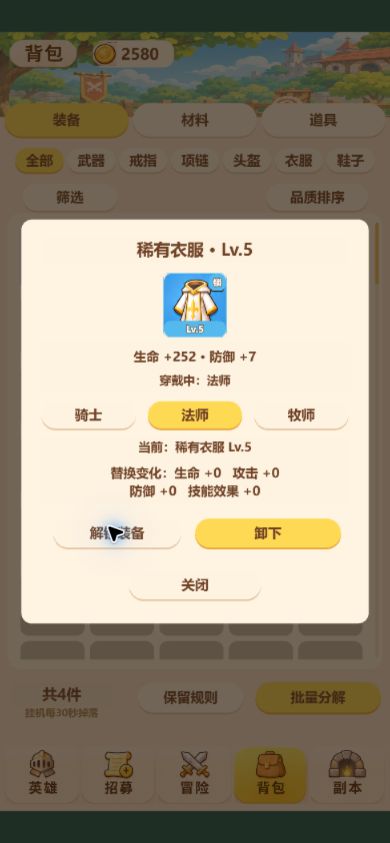 背包 2580
装备 材料 道具
全部 武器 戒指 项链 头盔 衣服 鞋子
筛选 品质排序
稀有衣服·Lv.5
锁
Lv.5
生命 +252·防御 +7
穿戴中：法师
骑士 法师 牧师
当前：稀有衣服 Lv.5
替换变化：生命 +0 攻击 +0
防御 +0 技能效果 +0
解 装备 卸下
关闭
共4件
挂机每30秒掉落
保留规则 批量分解
英雄 招募 冒险 背包 副本